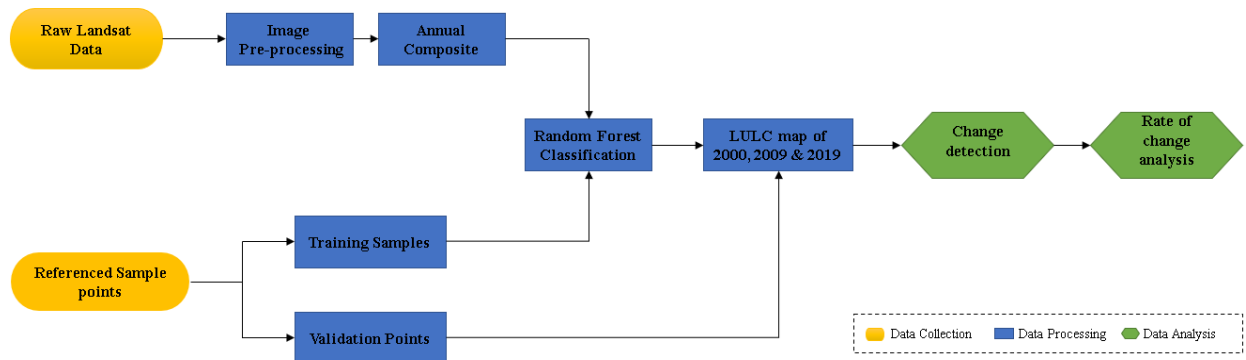 Raw Landsat
Data
Image
Pre-processing
Annual
Composite
Random Forest
Classification
LULC map of
2000, 2009 & 2019
Change
detection
Rate of
change
analysis
Training Samples
Referenced Sample
points
Validation Points
Data Collection
Data Processing
Data Analysis